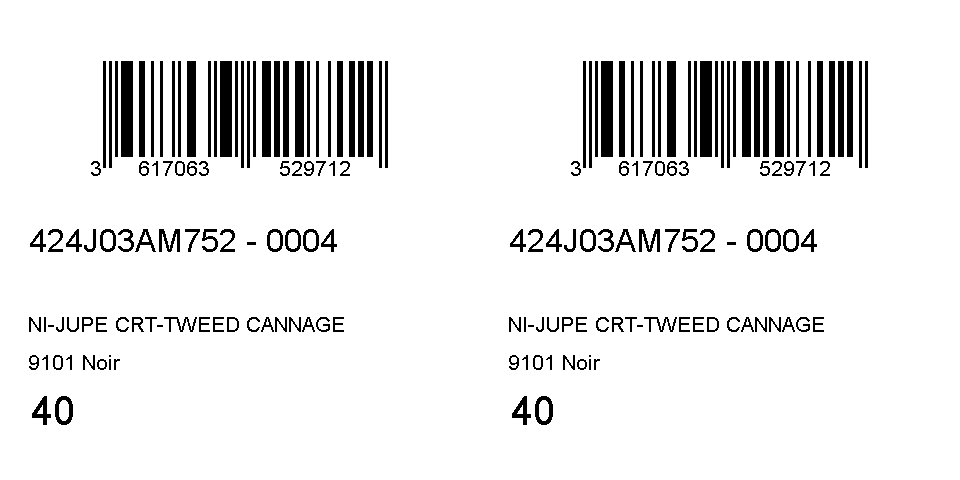 3 617063 529712
424J03AM752 - 0004
NI-JUPE CRT-TWEED CANNAGE
9101 Noir
40
3 617063 529712
424J03AM752 - 0004
NI-JUPE CRT-TWEED CANNAGE
9101 Noir
40